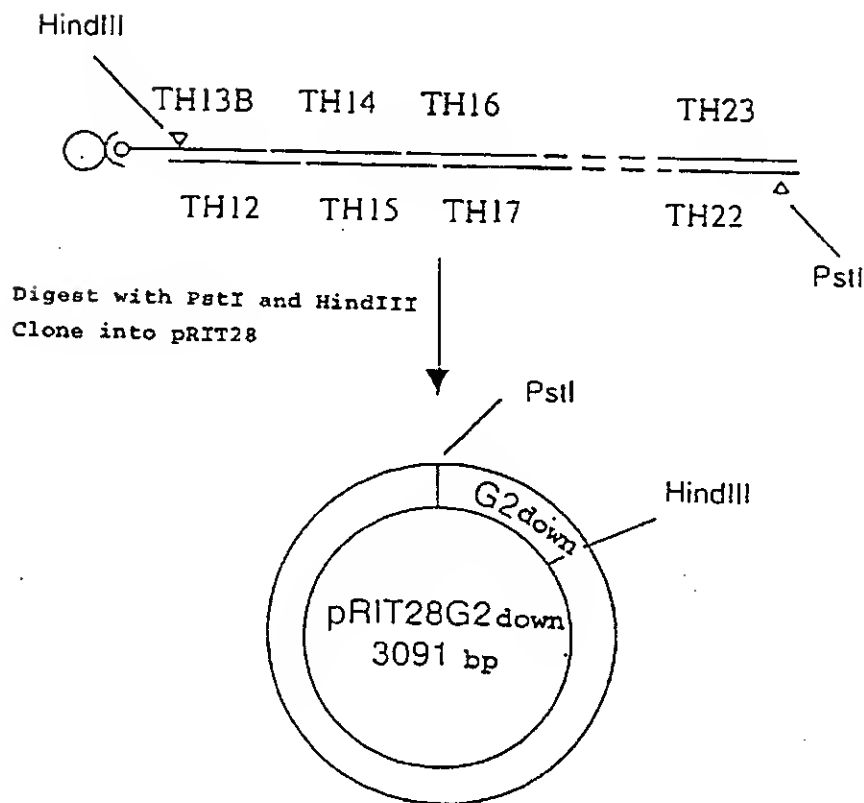 HindIII
TH13B TH14 TH16 TH23
TH12 TH15 TH17 TH22
PstI
Digest with PstI and HindIII
Clone into pRIT28
PstI
HindIII
G2down
pRIT28G2down
3091 bp